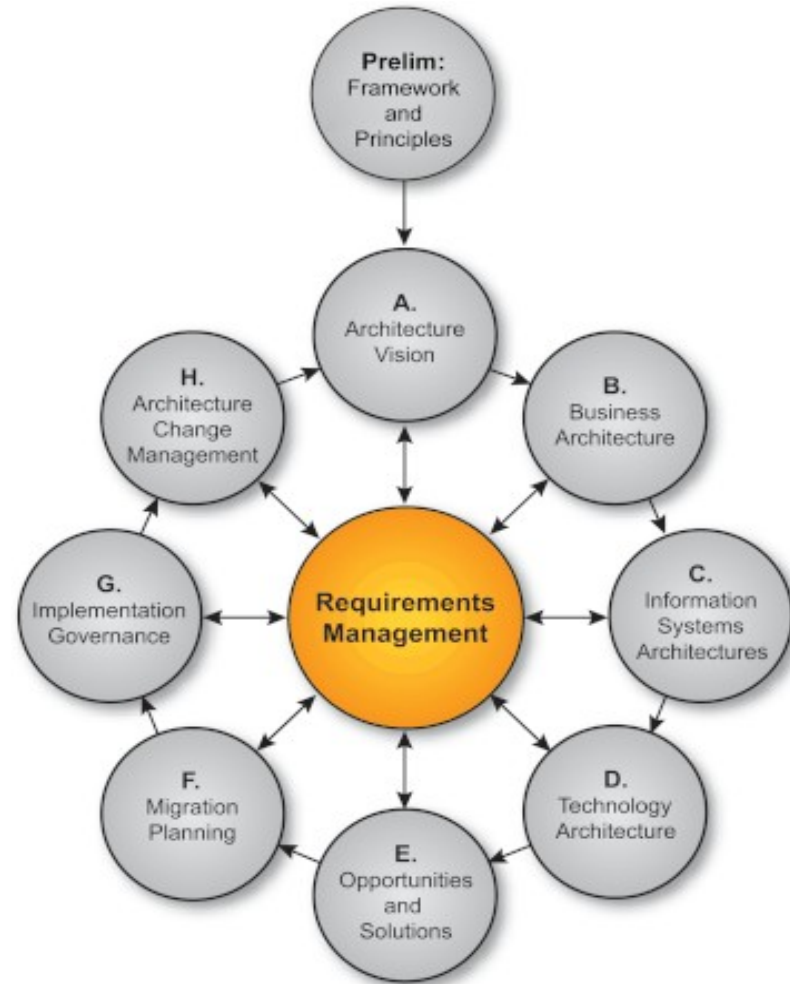 Prelim:
Framework
and
Principles
A.
Architecture
Vision
B.
Business
Architecture
C.
Information
Systems
Architectures
D.
Technology
Architecture
E.
Opportunities
and
Solutions
F.
Migration
Planning
G.
Implementation
Governance
H.
Architecture
Change
Management
Requirements
Management